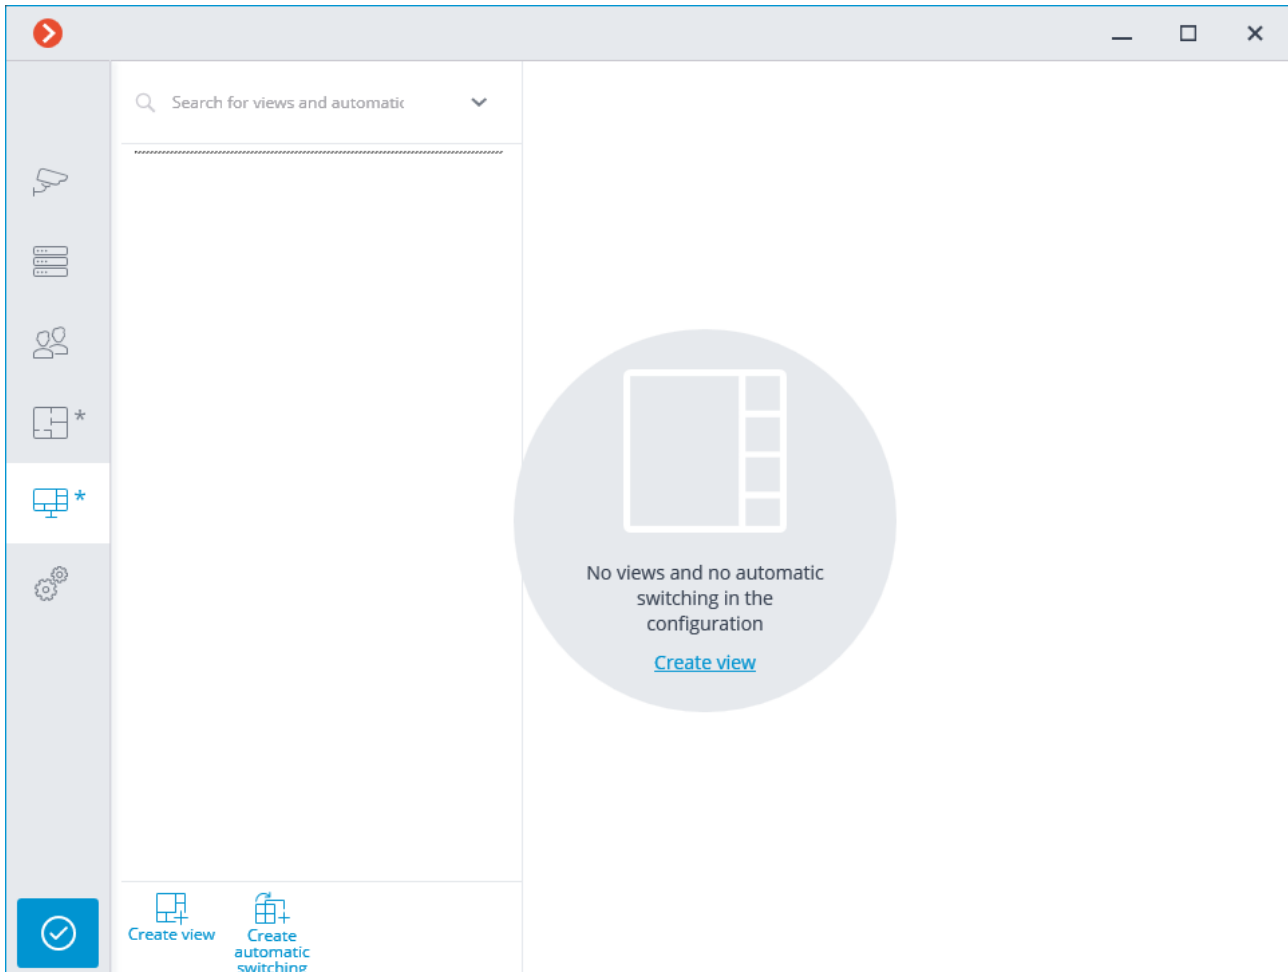 Search for views and automatic
*
*
No views and no automatic
switching in the
configuration
Create view
Create view
Create
automatic
switching